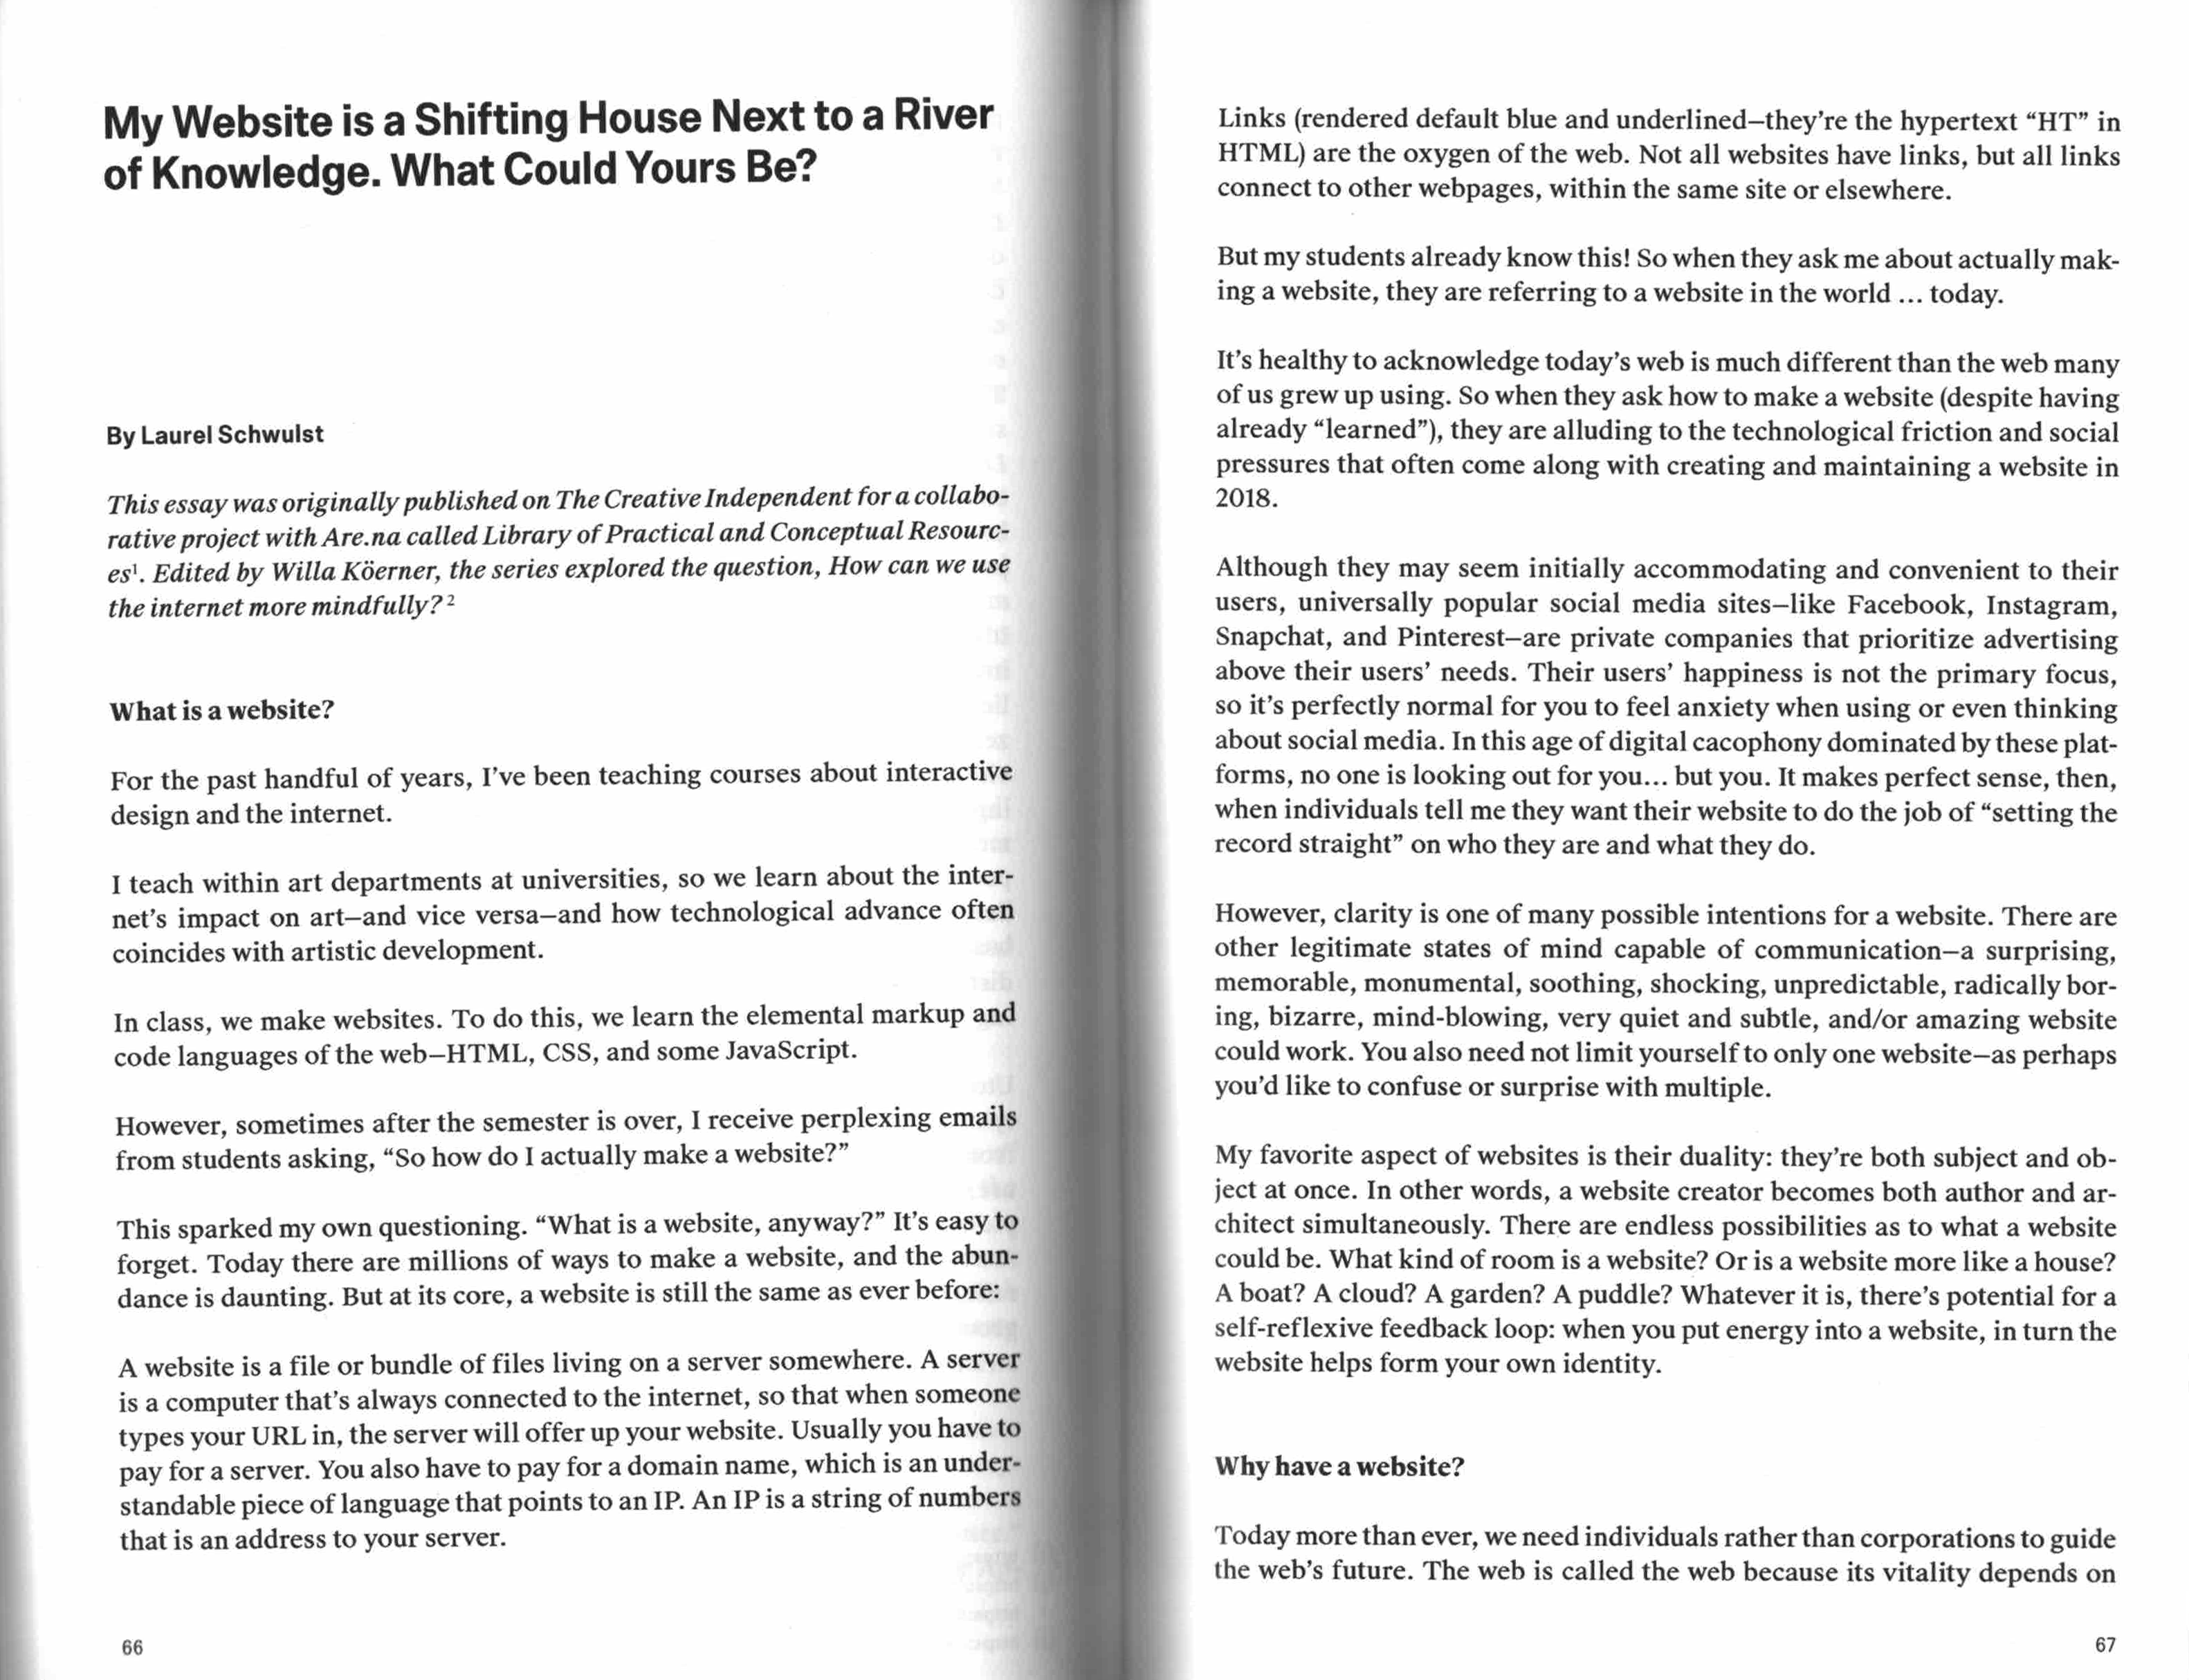 My Website is a Shifting House Next to a River
of Knowledge. What Could Yours Be?
By Laurel Schwulst
This essay was originally published on The Creative Independent for a collabo-
rative project with Are.na called Library of Practical and Conceptual Resourc-
es¹. Edited by Willa Köerner, the series explored the question, How can we use
the internet more mindfully? ²
What is a website?
For the past handful of years, I've been teaching courses about interactive
design and the internet.
I teach within art departments at universities, so we learn about the inter-
net's impact on art—and vice versa—and how technological advance often
coincides with artistic development.
In class, we make websites. To do this, we learn the elemental markup and
code languages of the web—HTML, CSS, and some JavaScript.
However, sometimes after the semester is over, I receive perplexing emails
from students asking, “So how do I actually make a website?”
This sparked my own questioning. “What is a website, anyway?” It's easy to
forget. Today there are millions of ways to make a website, and the abun-
dance is daunting. But at its core, a website is still the same as ever before:
A website is a file or bundle of files living on a server somewhere. A server
is a computer that's always connected to the internet, so that when someone
types your URL in, the server will offer up your website. Usually you have to
pay for a server. You also have to pay for a domain name, which is an under-
standable piece of language that points to an IP. An IP is a string of numbers
that is an address to your server.
66
Links (rendered default blue and underlined—they're the hypertext “HT” in
HTML) are the oxygen of the web. Not all websites have links, but all links
connect to other webpages, within the same site or elsewhere.
But my students already know this! So when they ask me about actually mak-
ing a website, they are referring to a website in the world ... today.
It's healthy to acknowledge today's web is much different than the web many
of us grew up using. So when they ask how to make a website (despite having
already “learned”), they are alluding to the technological friction and social
pressures that often come along with creating and maintaining a website in
2018.
Although they may seem initially accommodating and convenient to their
users, universally popular social media sites—like Facebook, Instagram,
Snapchat, and Pinterest—are private companies that prioritize advertising
above their users' needs. Their users' happiness is not the primary focus,
so it's perfectly normal for you to feel anxiety when using or even thinking
about social media. In this age of digital cacophony dominated by these plat-
forms, no one is looking out for you... but you. It makes perfect sense, then,
when individuals tell me they want their website to do the job of “setting the
record straight” on who they are and what they do.
However, clarity is one of many possible intentions for a website. There are
other legitimate states of mind capable of communication—a surprising,
memorable, monumental, soothing, shocking, unpredictable, radically bor-
ing, bizarre, mind-blowing, very quiet and subtle, and/or amazing website
could work. You also need not limit yourself to only one website—as perhaps
you'd like to confuse or surprise with multiple.
My favorite aspect of websites is their duality: they're both subject and ob-
ject at once. In other words, a website creator becomes both author and ar-
chitect simultaneously. There are endless possibilities as to what a website
could be. What kind of room is a website? Or is a website more like a house?
A boat? A cloud? A garden? A puddle? Whatever it is, there's potential for a
self-reflexive feedback loop: when you put energy into a website, in turn the
website helps form your own identity.
Why have a website?
Today more than ever, we need individuals rather than corporations to guide
the web's future. The web is called the web because its vitality depends on
67